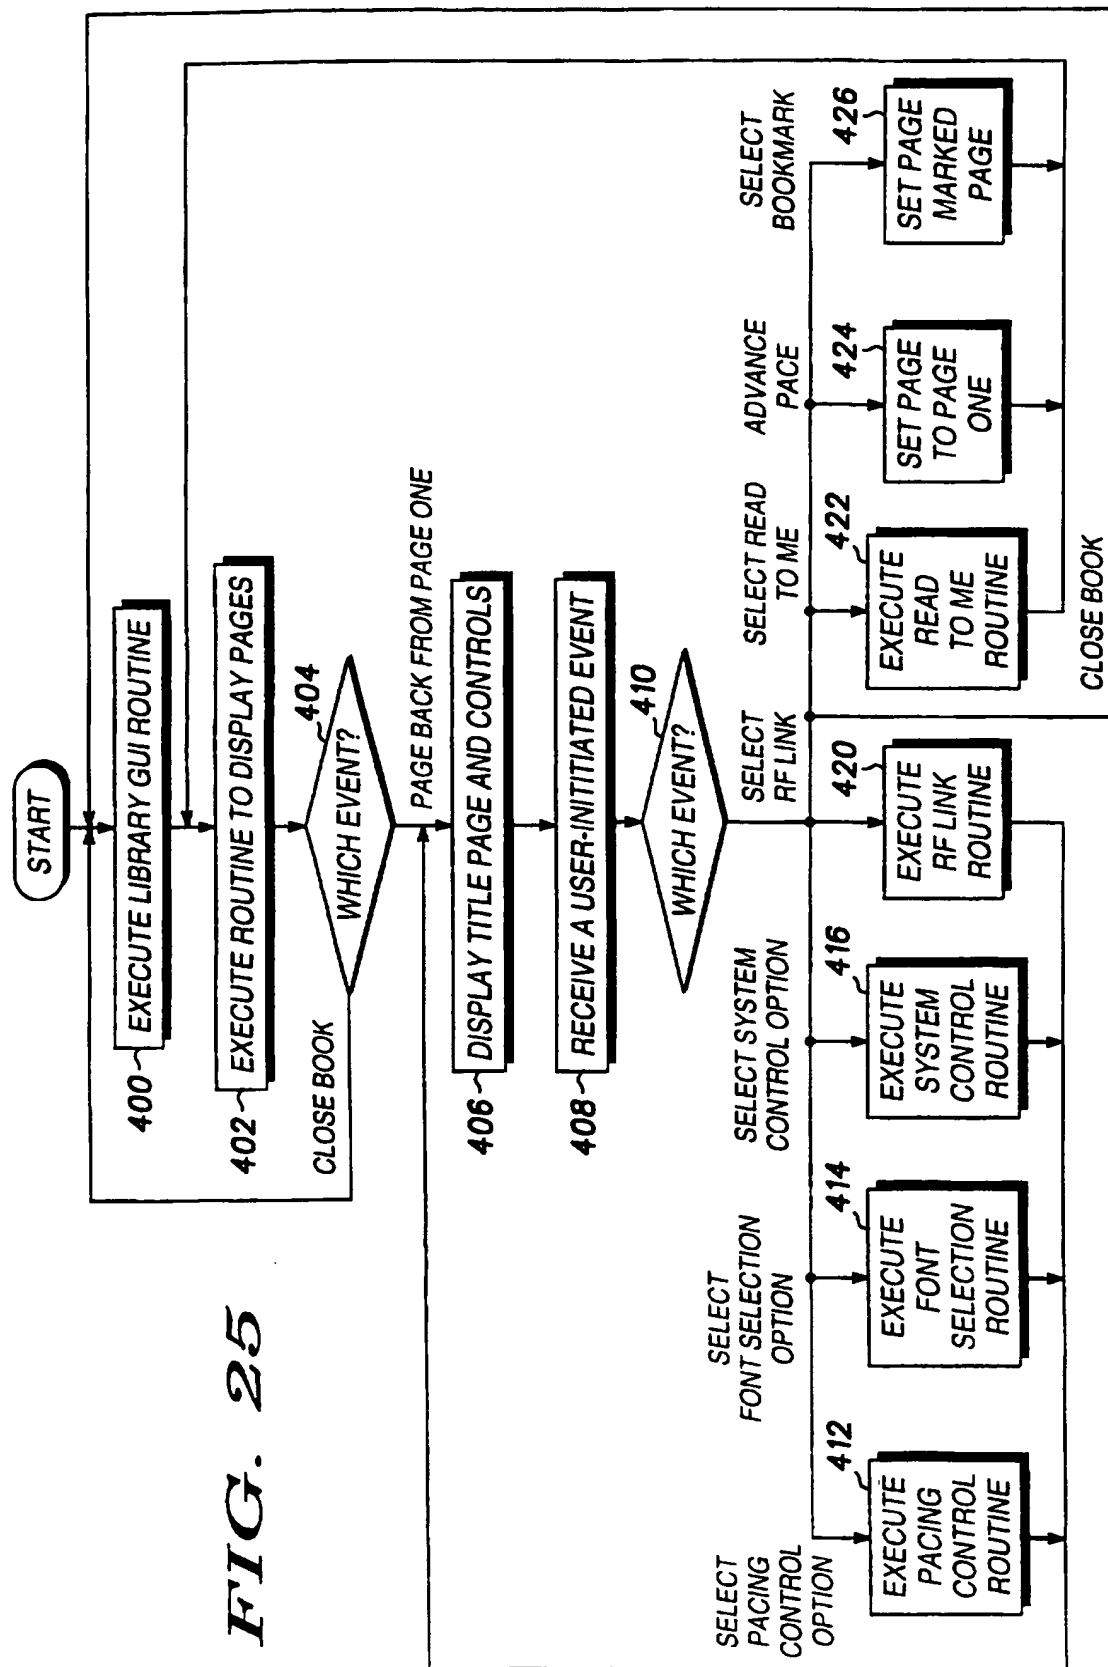 FIG. 25
START
400
EXECUTE LIBRARY GUI ROUTINE
402
EXECUTE ROUTINE TO DISPLAY PAGES
404
WHICH EVENT?
CLOSE BOOK
PAGE BACK FROM PAGE ONE
406
DISPLAY TITLE PAGE AND CONTROLS
408
RECEIVE A USER-INITITIATED EVENT
410
WHICH EVENT?
SELECT
PACING
CONTROL
OPTION
412
EXECUTE
PACING
CONTROL
ROUTINE
SELECT
FONT SELECTION
OPTION
414
EXECUTE
FONT
SELECTION
ROUTINE
SELECT SYSTEM
CONTROL OPTION
416
EXECUTE
SYSTEM
CONTROL
ROUTINE
SELECT
RF LINK
420
EXECUTE
RF LINK
ROUTINE
SELECT READ
TO ME
422
EXECUTE
READ
TO ME
ROUTINE
ADVANCE
PACE
424
SET PAGE
TO PAGE
ONE
SELECT
BOOKMARK
426
SET PAGE
MARKED
PAGE
CLOSE BOOK